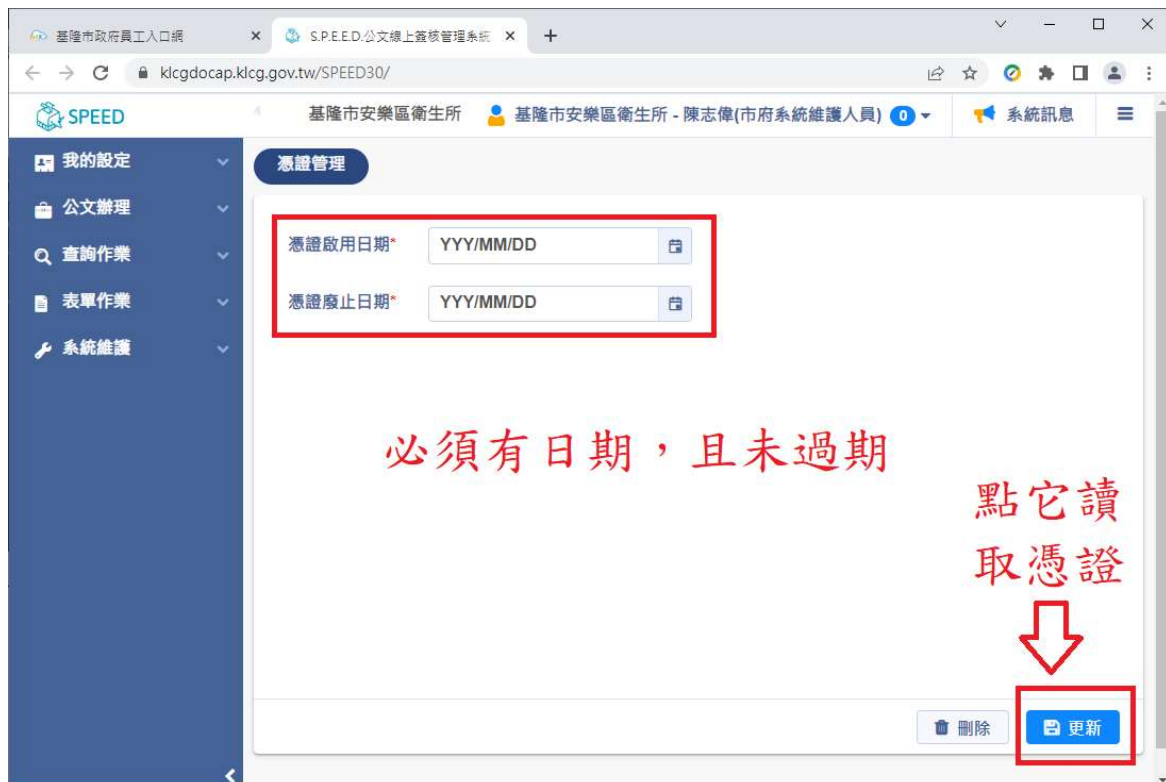 基隆市政府員工入口網
S.P.E.E.D.公文線上簽核管理系統
klcgdocap.klcg.gov.tw/SPEED30/
SPEED
基隆市安樂區衛生所
基隆市安樂區衛生所 - 陳志偉(市府系統維護人員) 0
系統訊息
我的設定
公文辦理
查詢作業
表單作業
系統維護
憑證管理
憑證啟用日期* YYY/MM/DD
憑證廢止日期* YYY/MM/DD
必須有日期，且未過期
點它讀
取憑證
刪除
更新